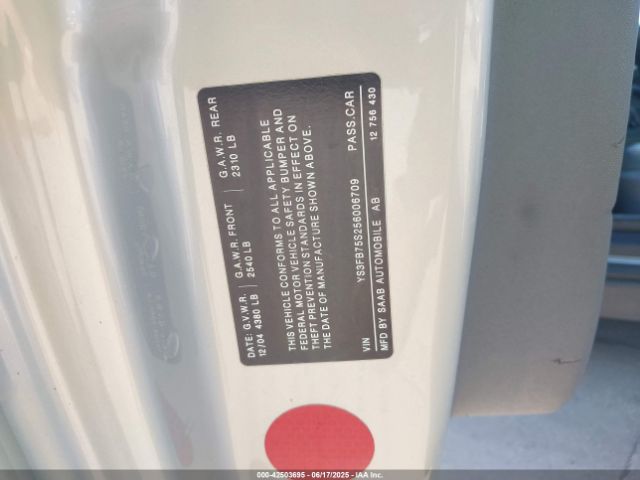 DATE: G.V.W.R. G.A.W.R. FRONT G.A.W.R. REAR
12/04 4380 LB 2540 LB 2310 LB
THIS VEHICLE CONFORMS TO ALL APPLICABLE
FEDERAL MOTOR VEHICLE SAFETY BUMPER AND
THEFT PREVENTION STANDARDS IN EFFECT ON
THE DATE OF MANUFACTURE SHOWN ABOVE.
VIN YS3FB75S256006709 PASS.CAR
MFD BY SAAB AUTOMOBILE AB 12 756 430
000-42503695 - 06/17/2025 - IAAI.COM